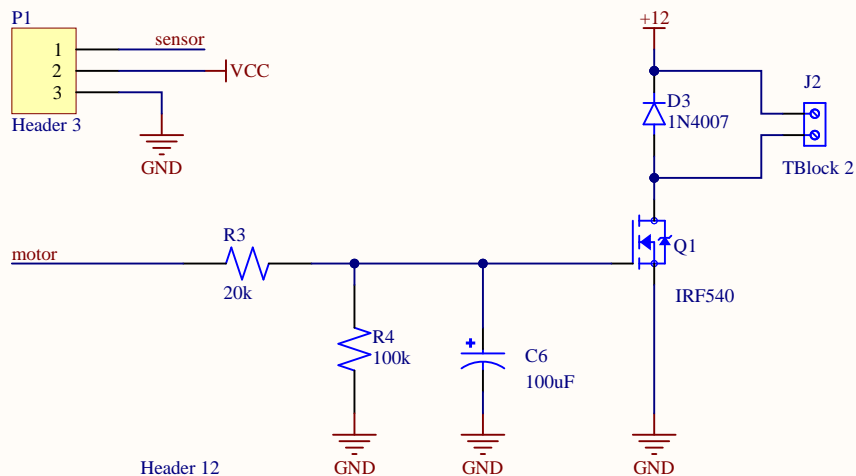 P1
sensor
1
2
VCC
3
Header 3
GND
+12
D3
1N4007
J2
TBlock 2
motor
R3
20k
Q1
IRF540
R4
100k
C6
100uF
Header 12
GND
GND
GND